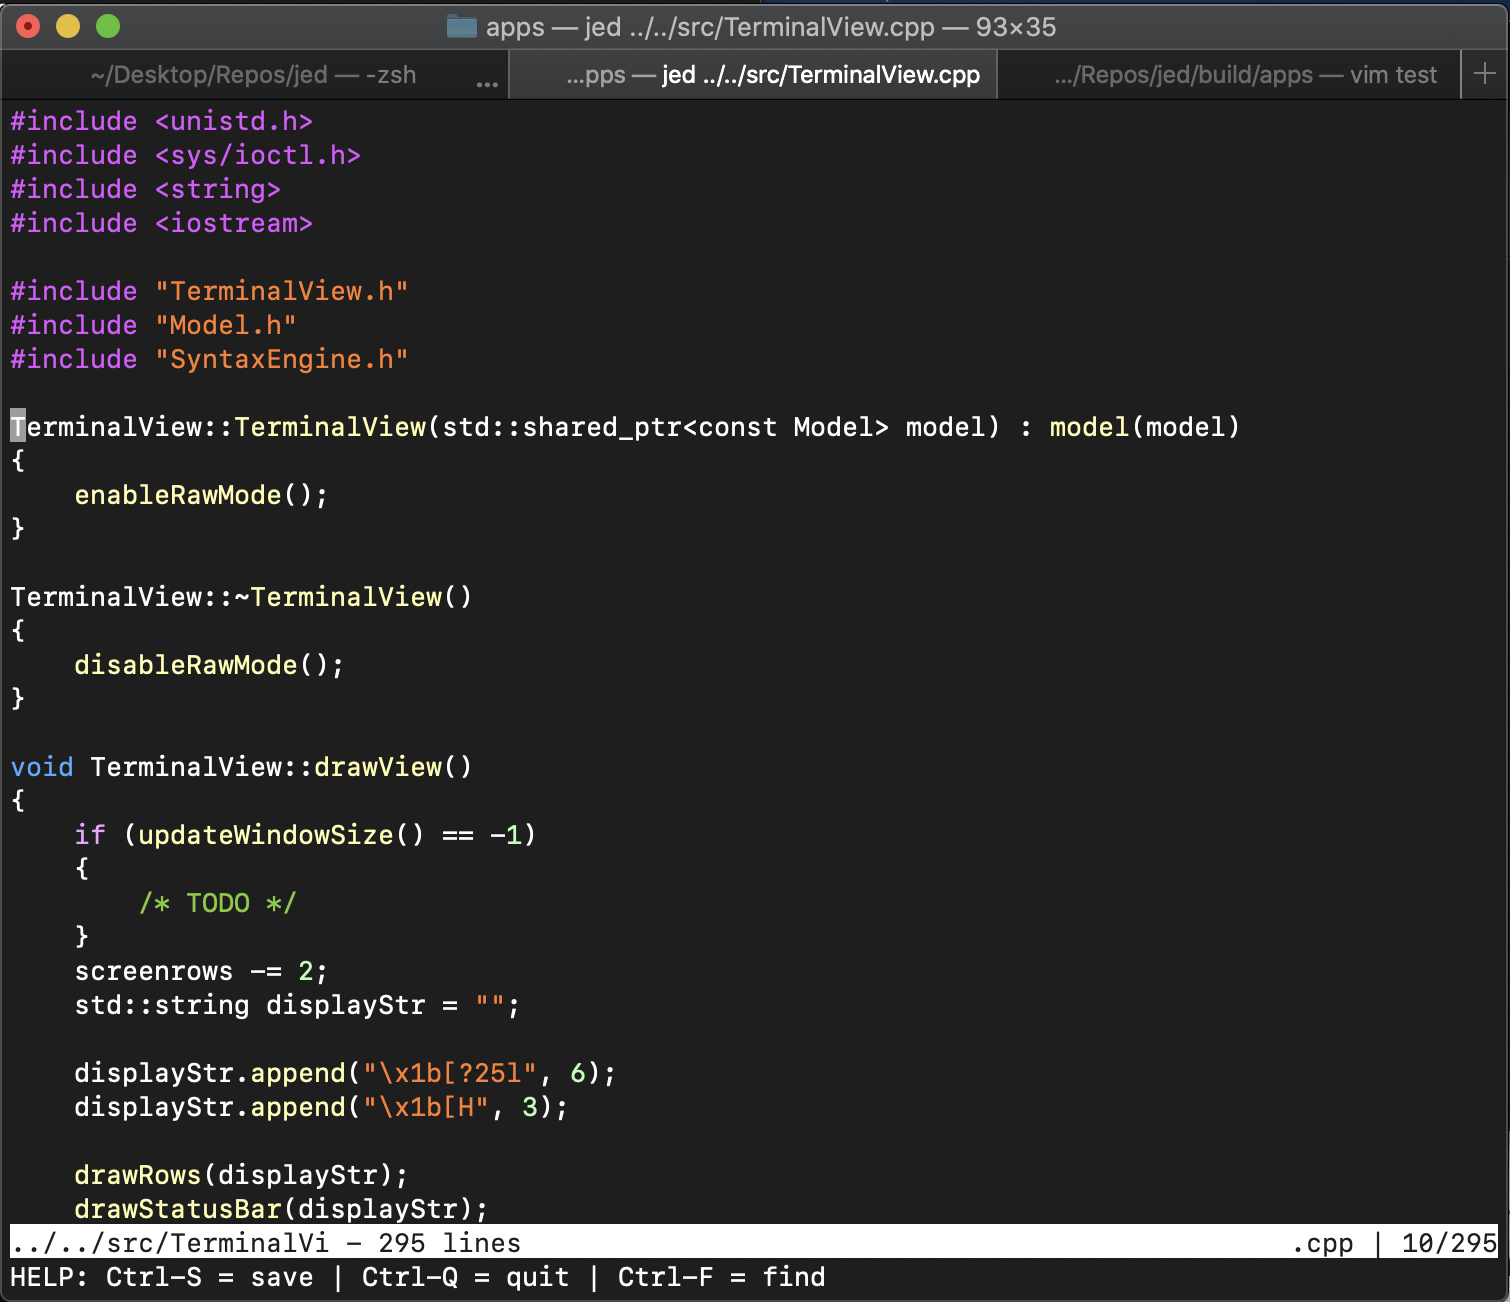 apps — jed ../../src/TerminalView.cpp — 93×35
~/Desktop/Repos/jed — -zsh ... ...pps — jed ../../src/TerminalView.cpp .../Repos/jed/build/apps — vim test +
#include <unistd.h>
#include <sys/ioctl.h>
#include <string>
#include <iostream>

#include "TerminalView.h"
#include "Model.h"
#include "SyntaxEngine.h"

TerminalView::TerminalView(std::shared_ptr<const Model> model) : model(model)
{
    enableRawMode();
}

TerminalView::~TerminalView()
{
    disableRawMode();
}

void TerminalView::drawView()
{
    if (updateWindowSize() == -1)
    {
        /* TODO */
    }
    screenrows -= 2;
    std::string displayStr = "";

    displayStr.append("\x1b[?25l", 6);
    displayStr.append("\x1b[H", 3);

    drawRows(displayStr);
    drawStatusBar(displayStr);
../../src/TerminalVi - 295 lines .cpp | 10/295
HELP: Ctrl-S = save | Ctrl-Q = quit | Ctrl-F = find